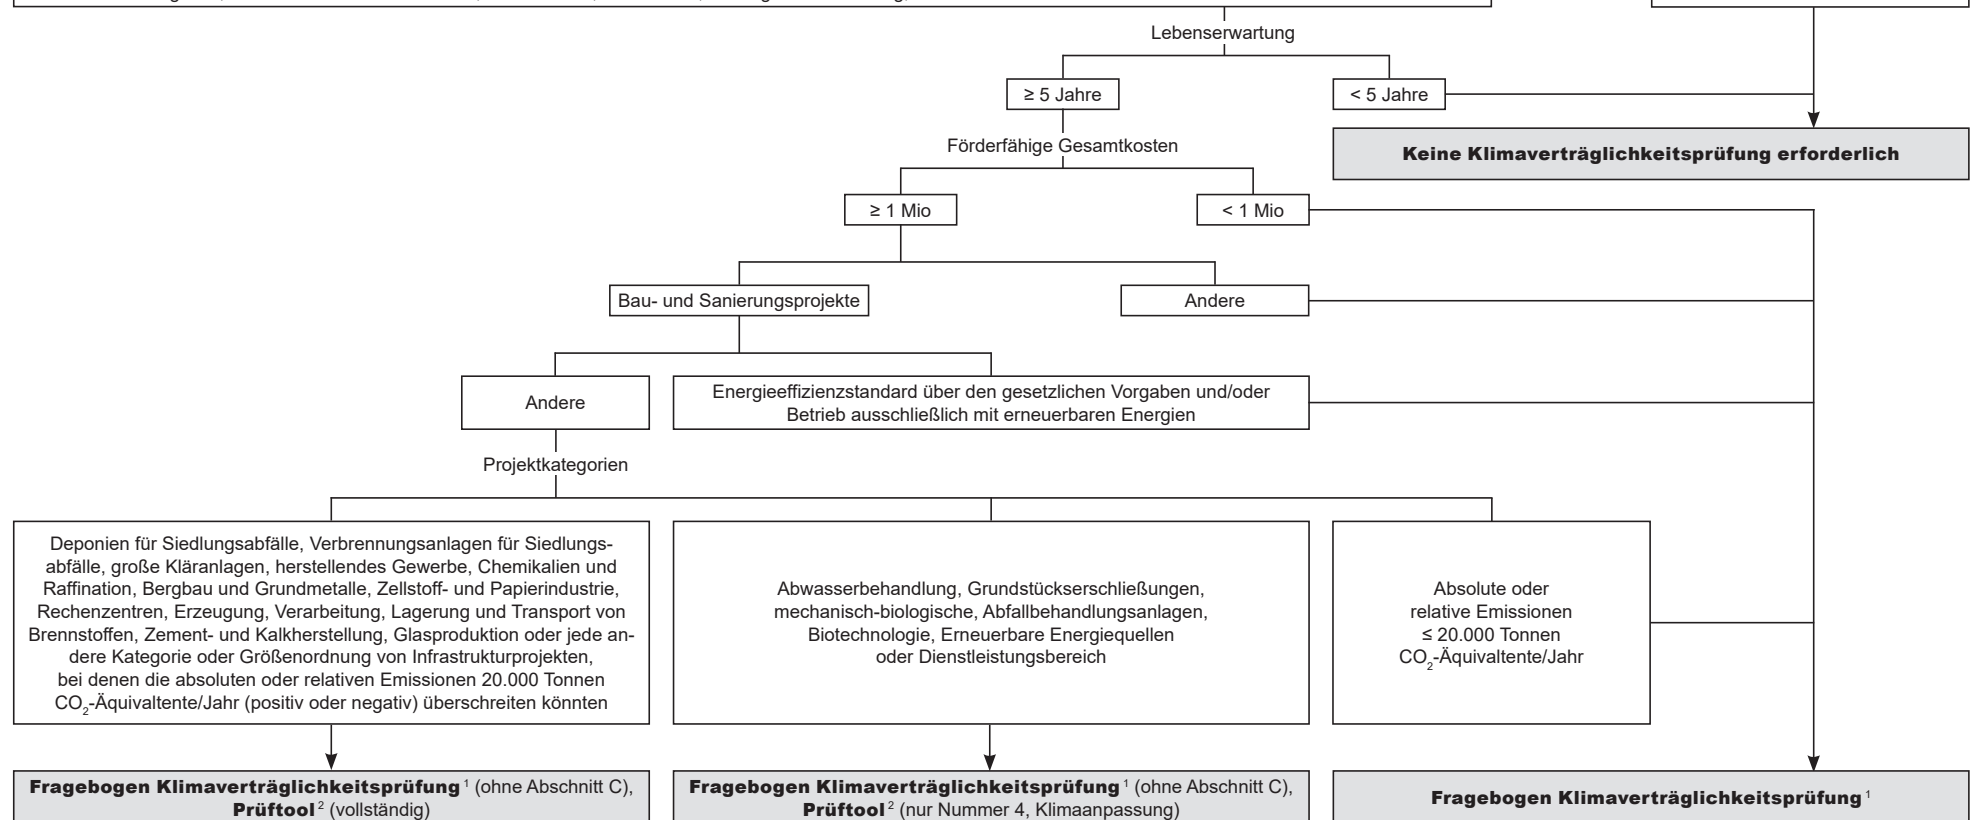 Lebenserwartung
≥ 5 Jahre
< 5 Jahre
Förderfähige Gesamtkosten
Keine Klimaverträglichkeitsprüfung erforderlich
≥ 1 Mio
< 1 Mio
Bau- und Sanierungsprojekte
Andere
Andere
Energieeffizienzstandard über den gesetzlichen Vorgaben und/oder
Betrieb ausschließlich mit erneuerbaren Energien
Projektkategorien
Deponien für Siedlungsabfälle, Verbrennungsanlagen für Siedlungs-
abfälle, große Kläranlagen, herstellendes Gewerbe, Chemikalien und
Raffination, Bergbau und Grundmetalle, Zellstoff- und Papierindustrie,
Rechenzentren, Erzeugung, Verarbeitung, Lagerung und Transport von
Brennstoffen, Zement- und Kalkherstellung, Glasproduktion oder jede an-
dere Kategorie oder Größenordnung von Infrastrukturprojekten,
bei denen die absoluten oder relativen Emissionen 20.000 Tonnen
CO₂-Äquivaltente/Jahr (positiv oder negativ) überschreiten könnten
Abwasserbehandlung, Grundstückserschließungen,
mechanisch-biologische, Abfallbehandlungsanlagen,
Biotechnologie, Erneuerbare Energiequellen
oder Dienstleistungsbereich
Absolute oder
relative Emissionen
≤ 20.000 Tonnen
CO₂-Äquivaltente/Jahr
Fragebogen Klimaverträglichkeitsprüfung ¹ (ohne Abschnitt C),
Prüftool ² (vollständig)
Fragebogen Klimaverträglichkeitsprüfung ¹ (ohne Abschnitt C),
Prüftool ² (nur Nummer 4, Klimaanpassung)
Fragebogen Klimaverträglichkeitsprüfung ¹